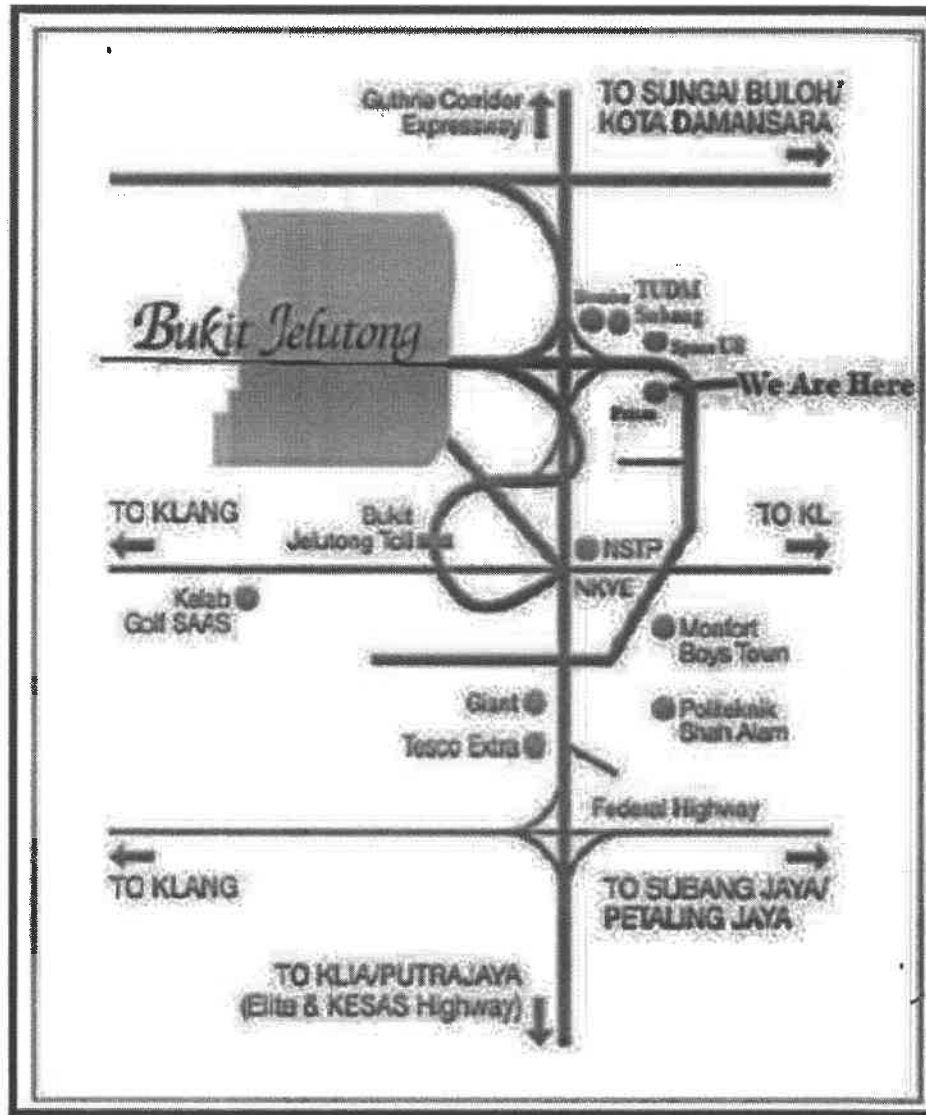 Guthrie Corridor
Expressway
TO SUNGAI BULOH/
KOTA DAMANSARA
TUDM
Subang
Bukit Jelutong
We Are Here
TO KLANG
Bukit
Jelutong Toll
TO KL
NSTP
NKVE
Kelab
Golf SAAS
Monfort
Boys Town
Giant
Politeknik
Shah Alam
Tesco Extra
Federal Highway
TO KLANG
TO SUBANG JAYA/
PETALING JAYA
TO KLIA/PUTRAJAYA
(Elite & KESAS Highway)